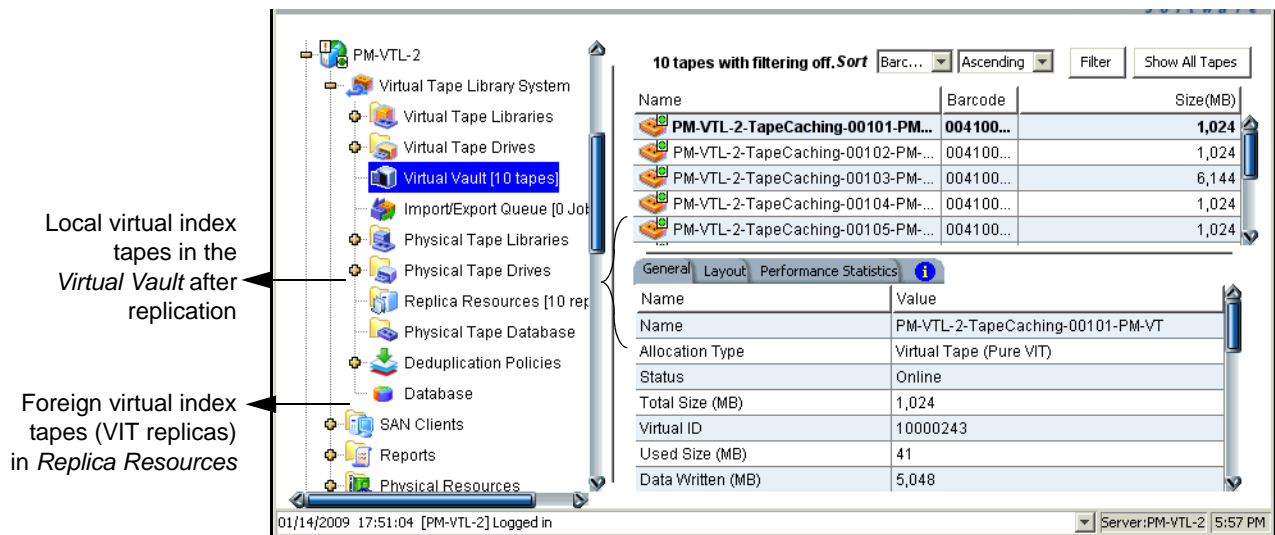 PM-VTL-2
Virtual Tape Library System
Virtual Tape Libraries
Virtual Tape Drives
Virtual Vault [10 tapes]
Import/Export Queue [0 Jol
Physical Tape Libraries
Physical Tape Drives
Replica Resources [10 rep
Physical Tape Database
Deduplication Policies
Database
SAN Clients
Reports
Physical Resources
Local virtual index
tapes in the
Virtual Vault after
replication
Foreign virtual index
tapes (VIT replicas)
in Replica Resources
10 tapes with filtering off. Sort Barc... Ascending Filter Show All Tapes
Name Barcode Size(MB)
PM-VTL-2-TapeCaching-00101-PM... 004100... 1,024
PM-VTL-2-TapeCaching-00102-PM-... 004100... 1,024
PM-VTL-2-TapeCaching-00103-PM-... 004100... 6,144
PM-VTL-2-TapeCaching-00104-PM-... 004100... 1,024
PM-VTL-2-TapeCaching-00105-PM-... 004100... 1,024
General Layout Performance Statistics i
Name Value
Name PM-VTL-2-TapeCaching-00101-PM-VT
Allocation Type Virtual Tape (Pure VIT)
Status Online
Total Size (MB) 1,024
Virtual ID 10000243
Used Size (MB) 41
Data Written (MB) 5,048
01/14/2009 17:51:04 [PM-VTL-2] Logged in Server:PM-VTL-2 5:57 PM